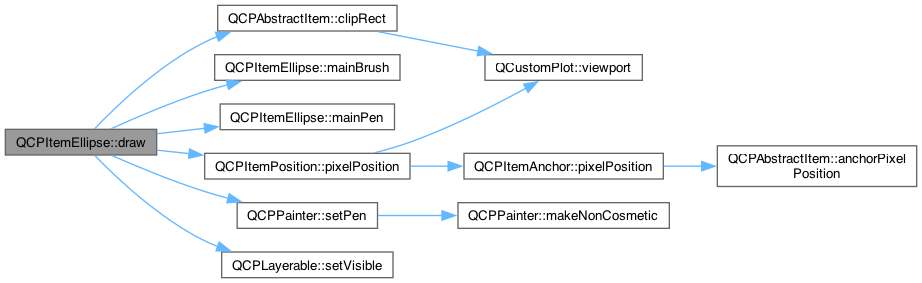 QCPAbstractItem::clipRect
QCPItemEllipse::mainBrush
QCustomPlot::viewport
QCPItemEllipse::mainPen
QCPItemEllipse::draw
QCPItemPosition::pixelPosition
QCPItemAnchor::pixelPosition
QCPAbstractItem::anchorPixel
Position
QCPPainter::setPen
QCPPainter::makeNonCosmetic
QCPLayerable::setVisible